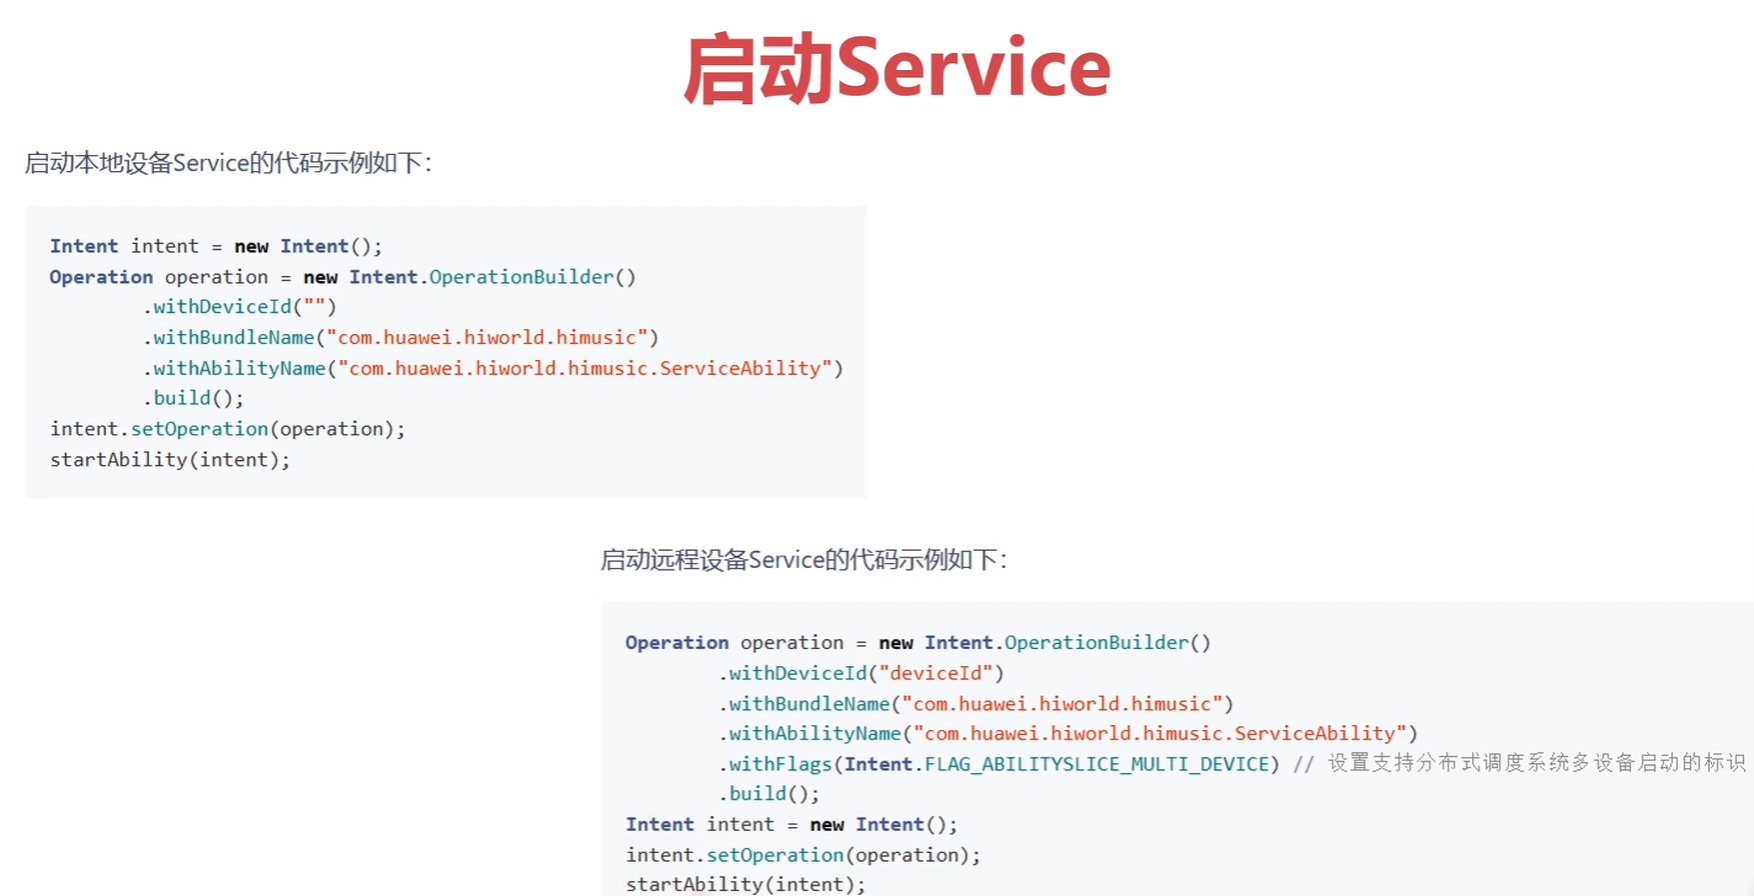 启动Service
启动本地设备Service的代码示例如下：
Intent intent = new Intent();
Operation operation = new Intent.OperationBuilder()
        .withDeviceId("")
        .withBundleName("com.huawei.hiworld.himusic")
        .withAbilityName("com.huawei.hiworld.himusic.ServiceAbility")
        .build();
intent.setOperation(operation);
startAbility(intent);
启动远程设备Service的代码示例如下：
Operation operation = new Intent.OperationBuilder()
        .withDeviceId("deviceId")
        .withBundleName("com.huawei.hiworld.himusic")
        .withAbilityName("com.huawei.hiworld.himusic.ServiceAbility")
        .withFlags(Intent.FLAG_ABILITYSLICE_MULTI_DEVICE) // 设置支持分布式调度系统多设备启动的标识
        .build();
Intent intent = new Intent();
intent.setOperation(operation);
startAbility(intent);